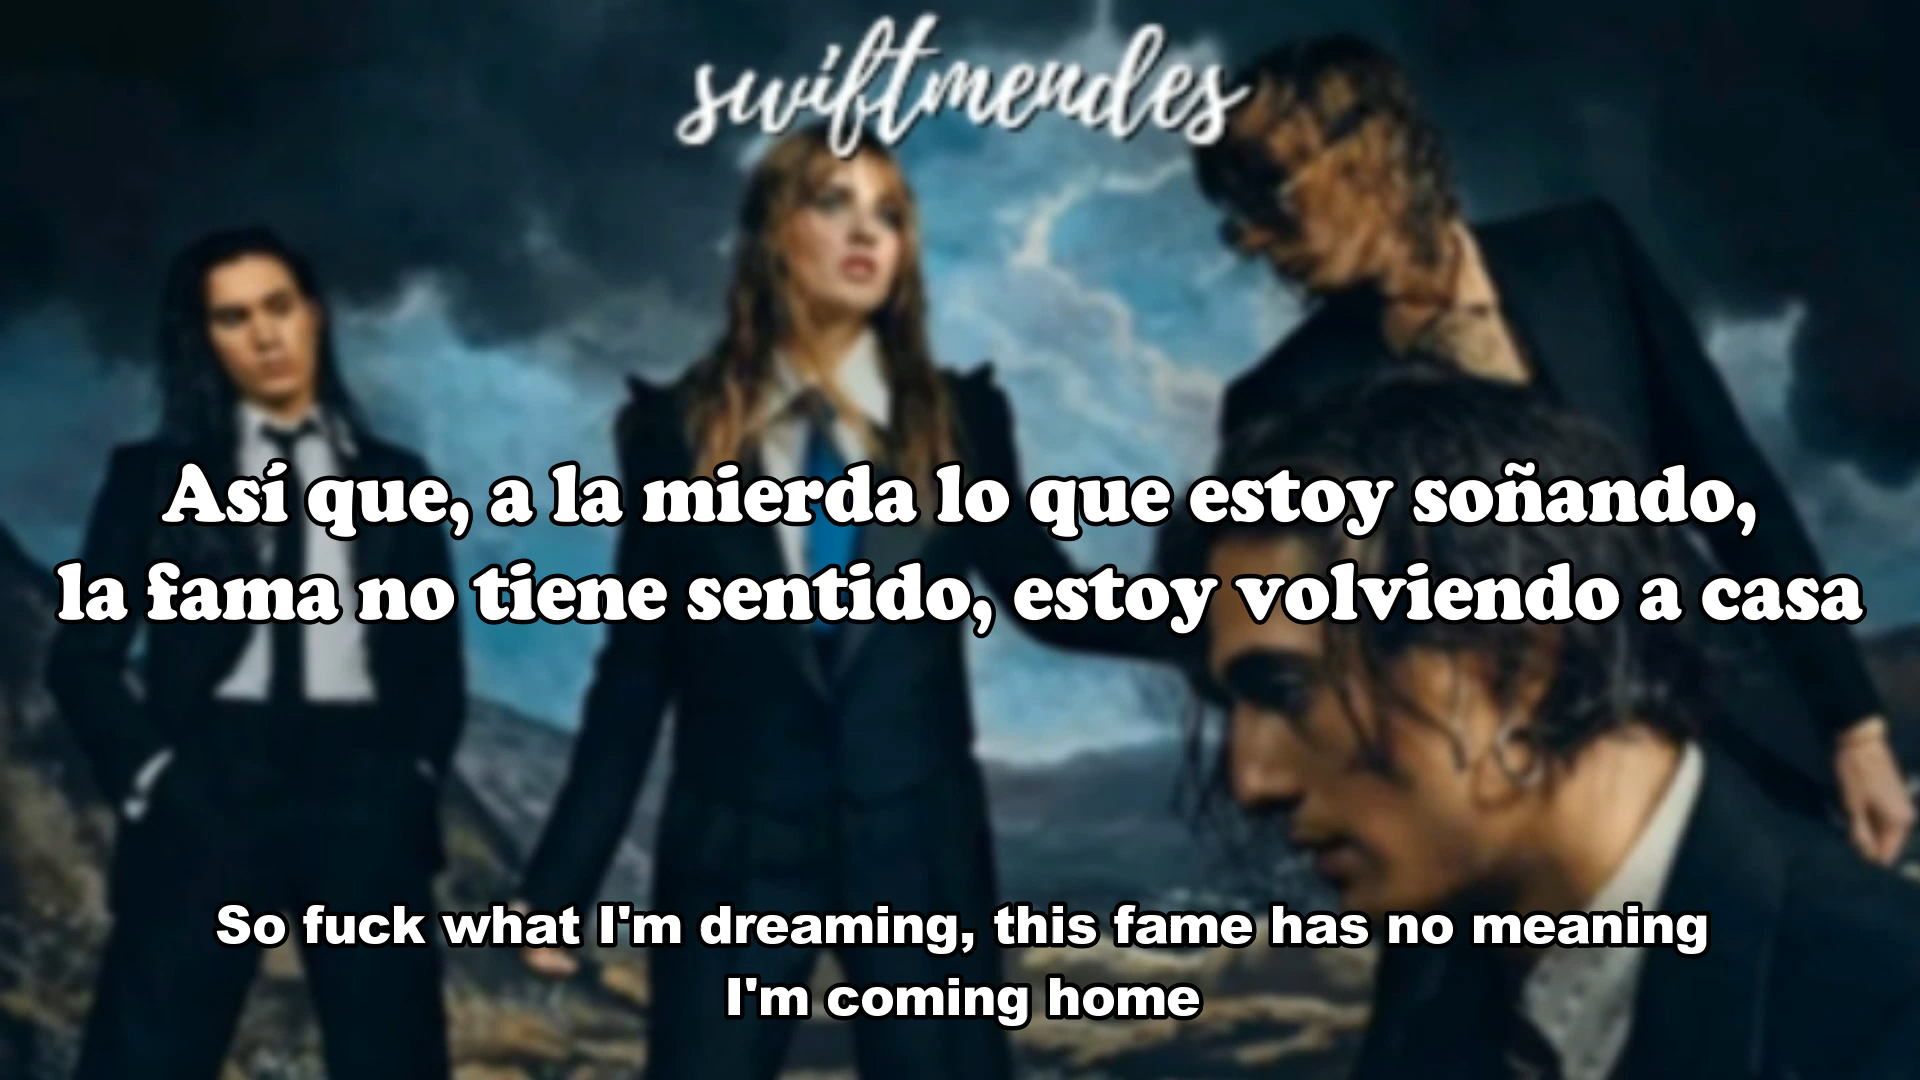 swiftmendes
Así que, a la mierda lo que estoy soñando,
la fama no tiene sentido, estoy volviendo a casa
So fuck what I'm dreaming, this fame has no meaning
I'm coming home